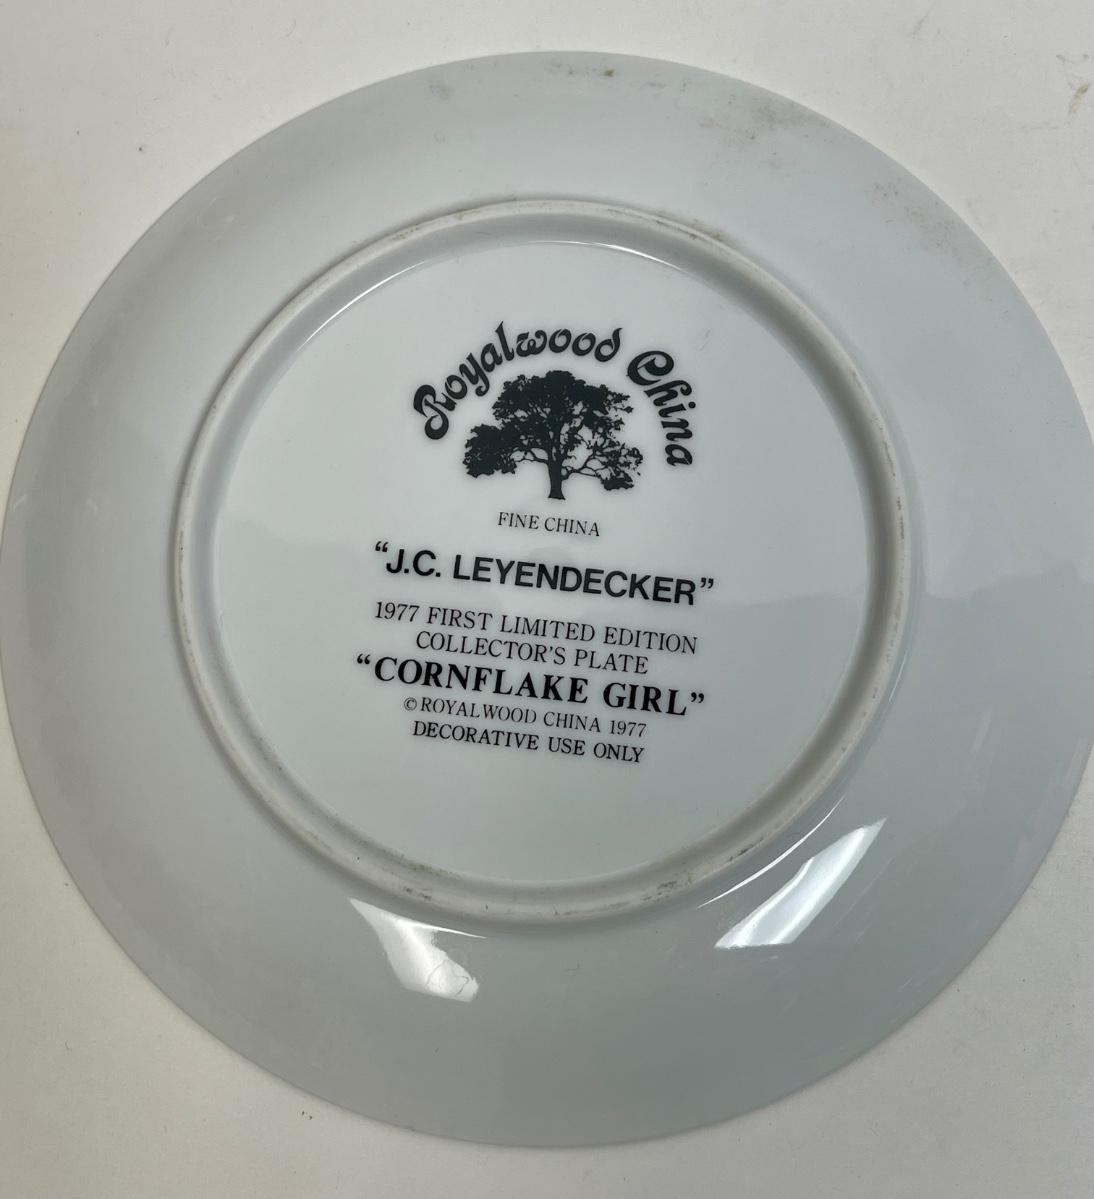 Royalwood China
FINE CHINA
“J.C. LEYENDECKER”
1977 FIRST LIMITED EDITION
COLLECTOR'S PLATE
“CORNFLAKE GIRL”
© ROYALWOOD CHINA 1977
DECORATIVE USE ONLY